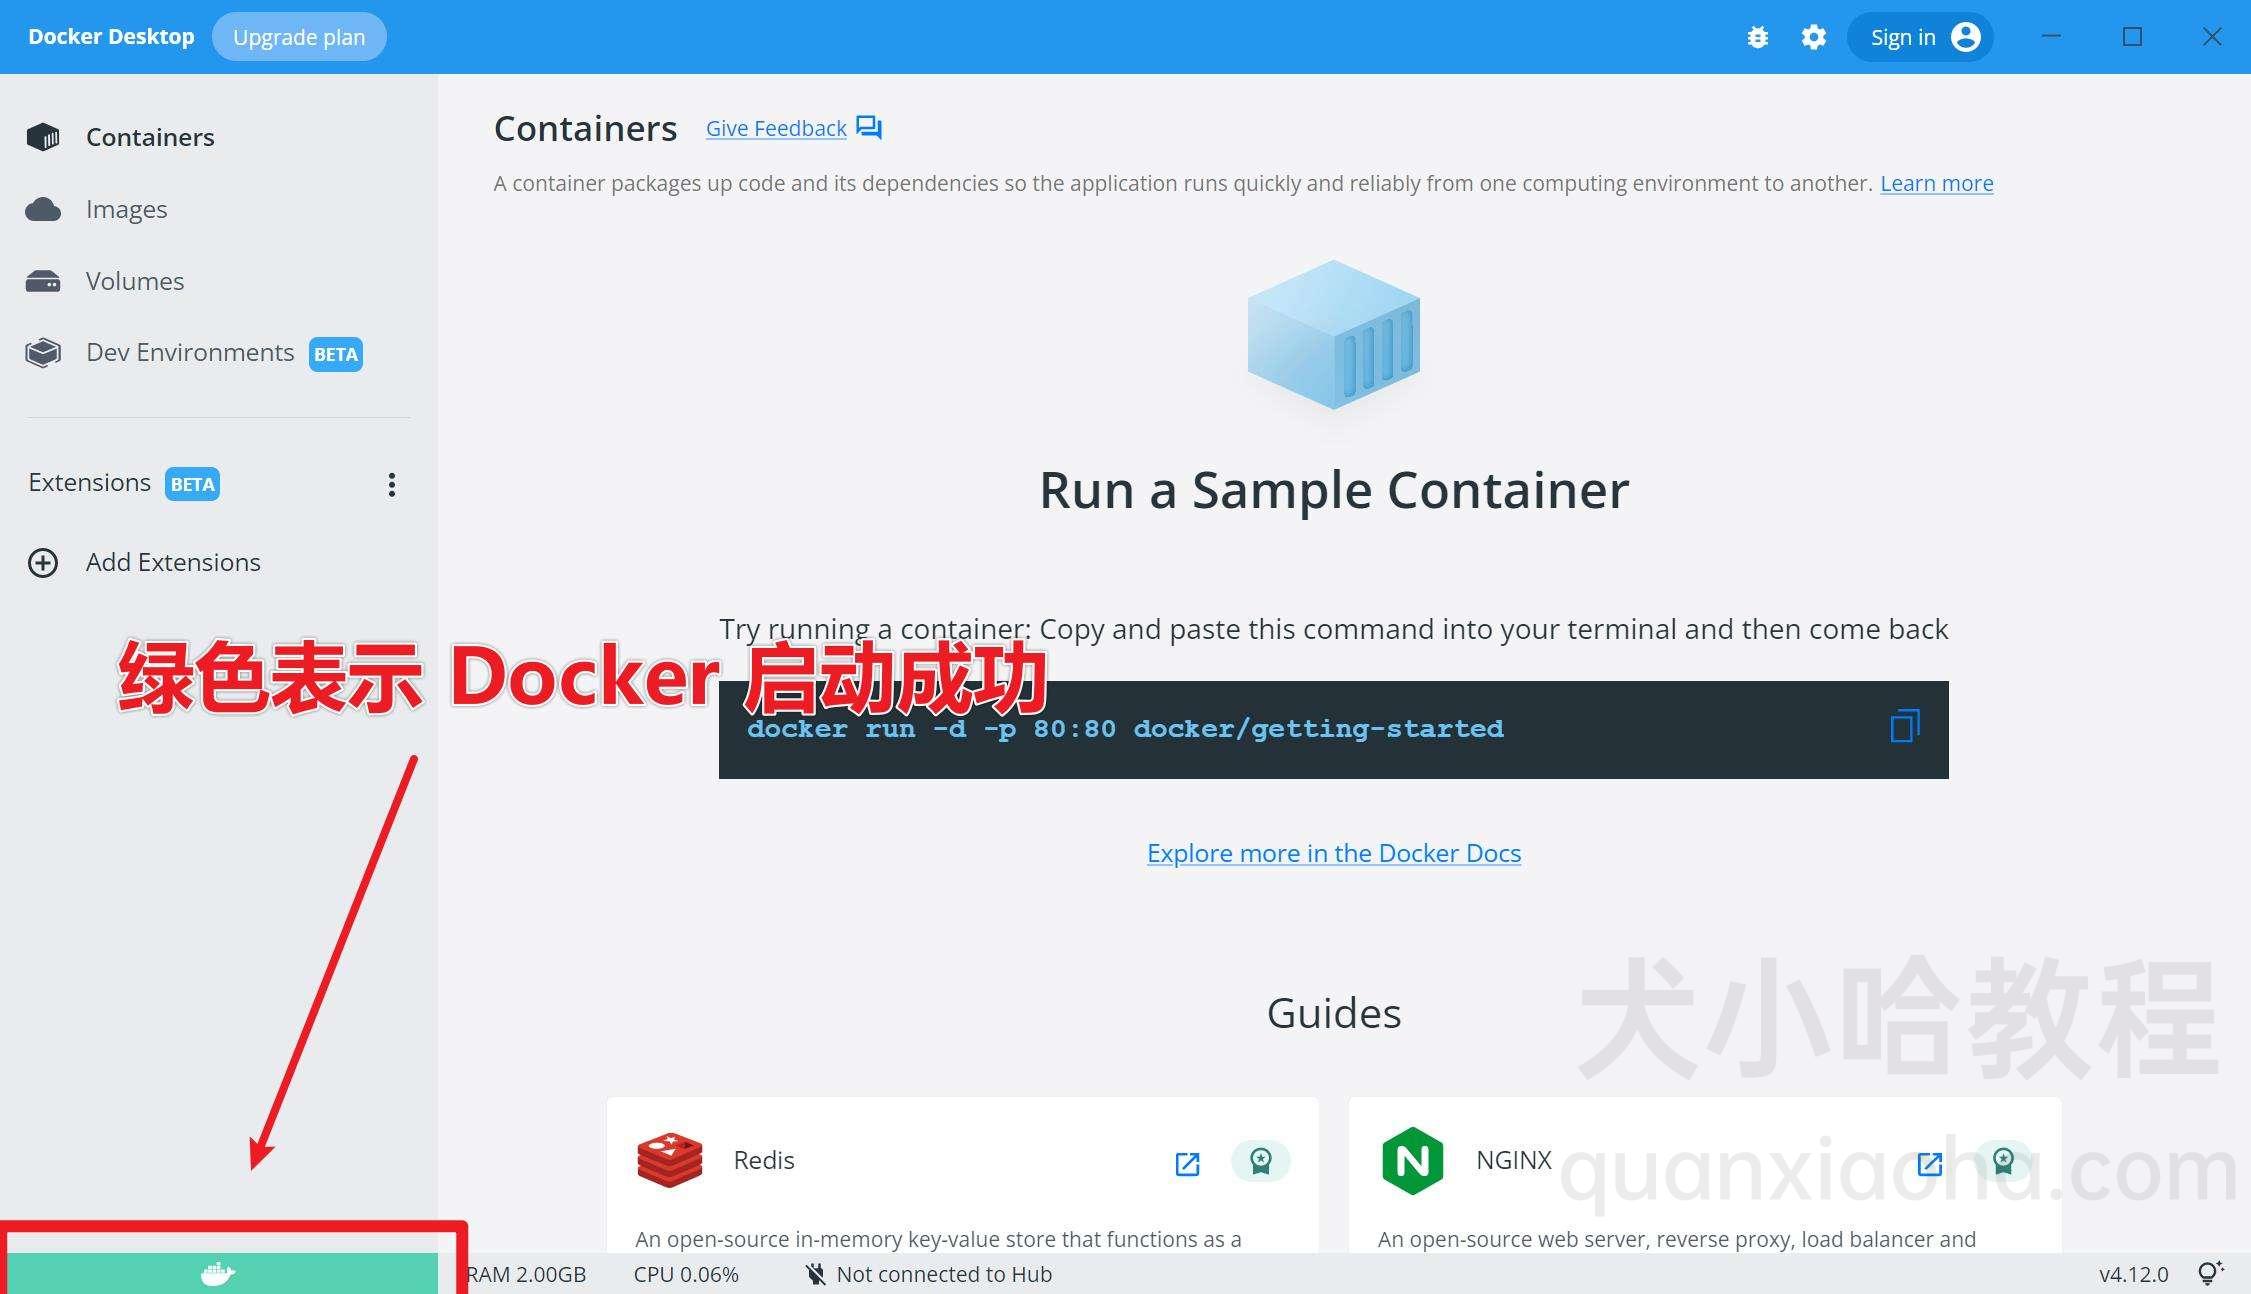 Docker Desktop Upgrade plan Sign in
Containers
Images
Volumes
Dev Environments BETA
Extensions BETA
Add Extensions
Containers Give Feedback
A container packages up code and its dependencies so the application runs quickly and reliably from one computing environment to another. Learn more
Run a Sample Container
Try running a container: Copy and paste this command into your terminal and then come back
绿色表示 Docker 启动成功
docker run -d -p 80:80 docker/getting-started
Explore more in the Docker Docs
Guides
犬小哈教程
Redis
An open-source in-memory key-value store that functions as a
NGINX
quanxiaoha.com
An open-source web server, reverse proxy, load balancer and
RAM 2.00GB CPU 0.06% Not connected to Hub v4.12.0